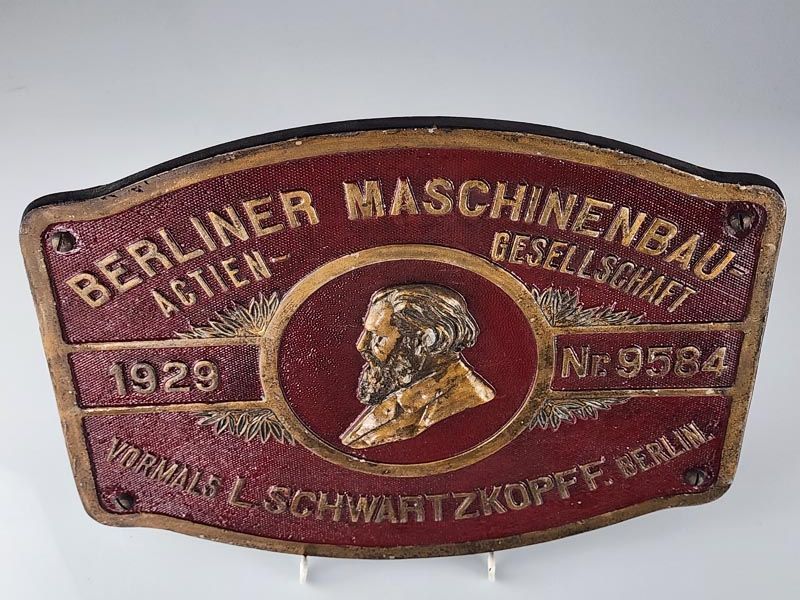 BERLINER MASCHINENBAU-
ACTIEN- GESELLSCHAFT
1929 Nr. 9584
VORMALS L. SCHWARTZKOPFF. BERLIN.